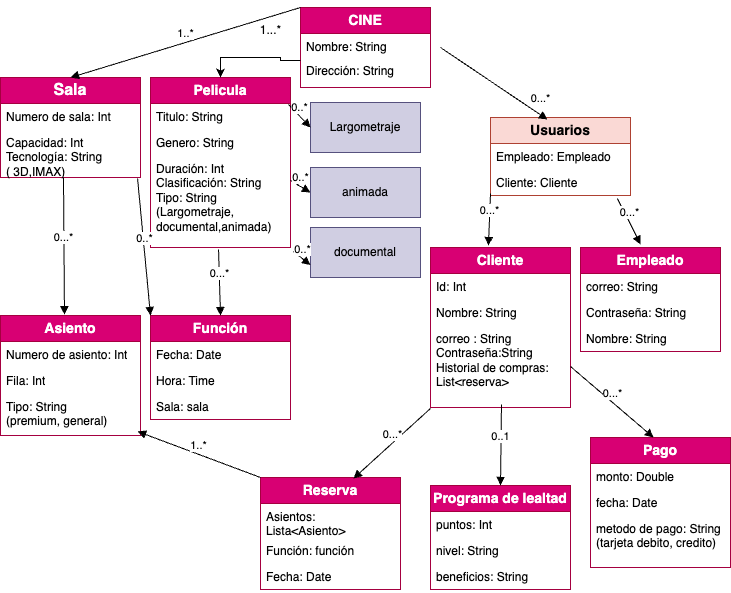 CINE
Nombre: String
Dirección: String
1..*
1...*
0...*
Sala
Numero de sala: Int
Capacidad: Int
Tecnología: String
( 3D,IMAX)
Pelicula
Titulo: String
Genero: String
Duración: Int
Clasificación: String
Tipo: String
(Largometraje,
documental,animada)
0..*
Largometraje
0..*
animada
0..*
documental
Usuarios
Empleado: Empleado
Cliente: Cliente
0...*
0...*
0...*
0..*
0...*
Cliente
Id: Int
Nombre: String
correo : String
Contraseña:String
Historial de compras:
List<reserva>
Empleado
correo: String
Contraseña: String
Nombre: String
Asiento
Numero de asiento: Int
Fila: Int
Tipo: String
(premium, general)
Función
Fecha: Date
Hora: Time
Sala: sala
1..*
0...*
0..1
0...*
Reserva
Asientos:
Lista<Asiento>
Función: función
Fecha: Date
Programa de lealtad
puntos: Int
nivel: String
beneficios: String
Pago
monto: Double
fecha: Date
metodo de pago: String
(tarjeta debito, credito)